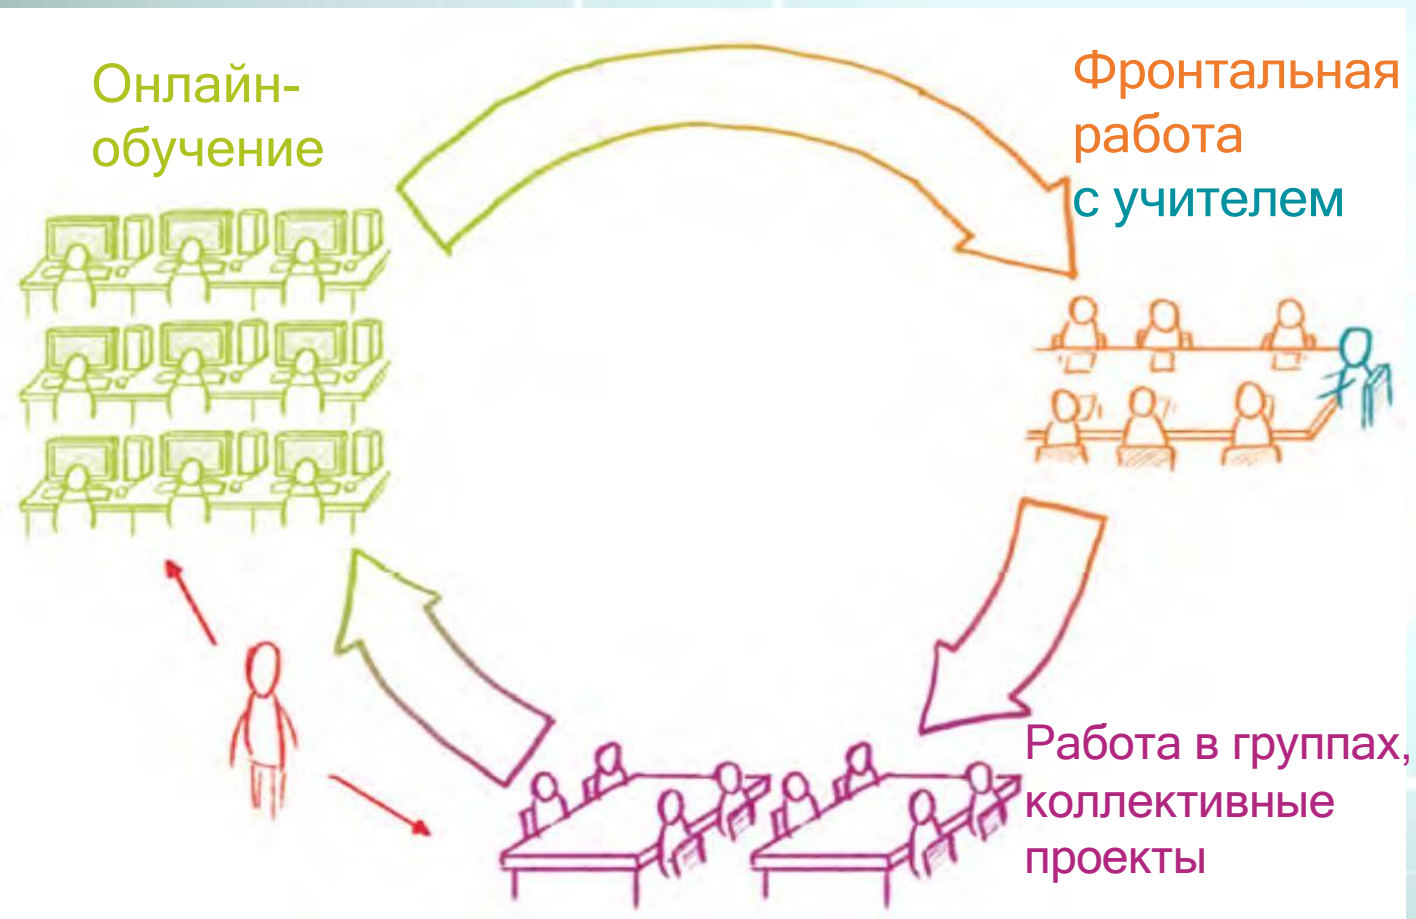 Онлайн-
обучение
Фронтальная
работа
с учителем
Работа в группах,
коллективные
проекты